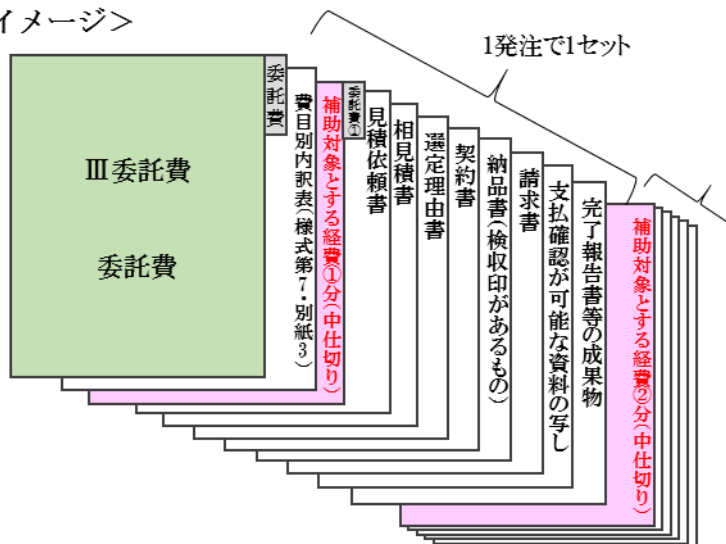 イメージ＞
1発注で1セット
Ⅲ委託費
委託費
委託費
費目別内訳表（様式第7・別紙3）
補助対象とする経費①分（中仕切り）
委託費①
見積依頼書
相見積書
選定理由書
契約書
納品書（検収印があるもの）
請求書
支払確認が可能な資料の写し
完了報告書等の成果物
補助対象とする経費②分（中仕切り）